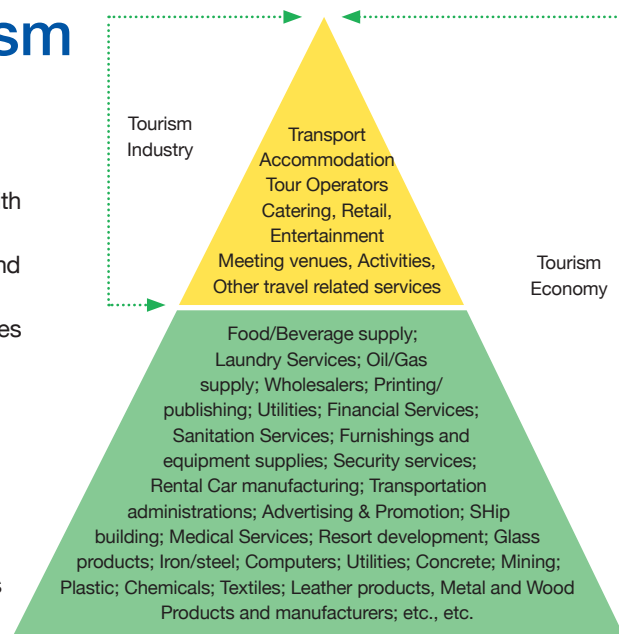 sm
Tourism
Industry
th
nd
es
s
Transport
Accommodation
Tour Operators
Catering, Retail,
Entertainment
Meeting venues, Activities,
Other travel related services
Tourism
Economy
Food/Beverage supply;
Laundry Services; Oil/Gas
supply; Wholesalers; Printing/
publishing; Utilities; Financial Services;
Sanitation Services; Furnishings and
equipment supplies; Security services;
Rental Car manufacturing; Transportation
administrations; Advertising & Promotion; SHip
building; Medical Services; Resort development; Glass
products; Iron/steel; Computers; Utilities; Concrete; Mining;
Plastic; Chemicals; Textiles; Leather products, Metal and Wood
Products and manufacturers; etc., etc.